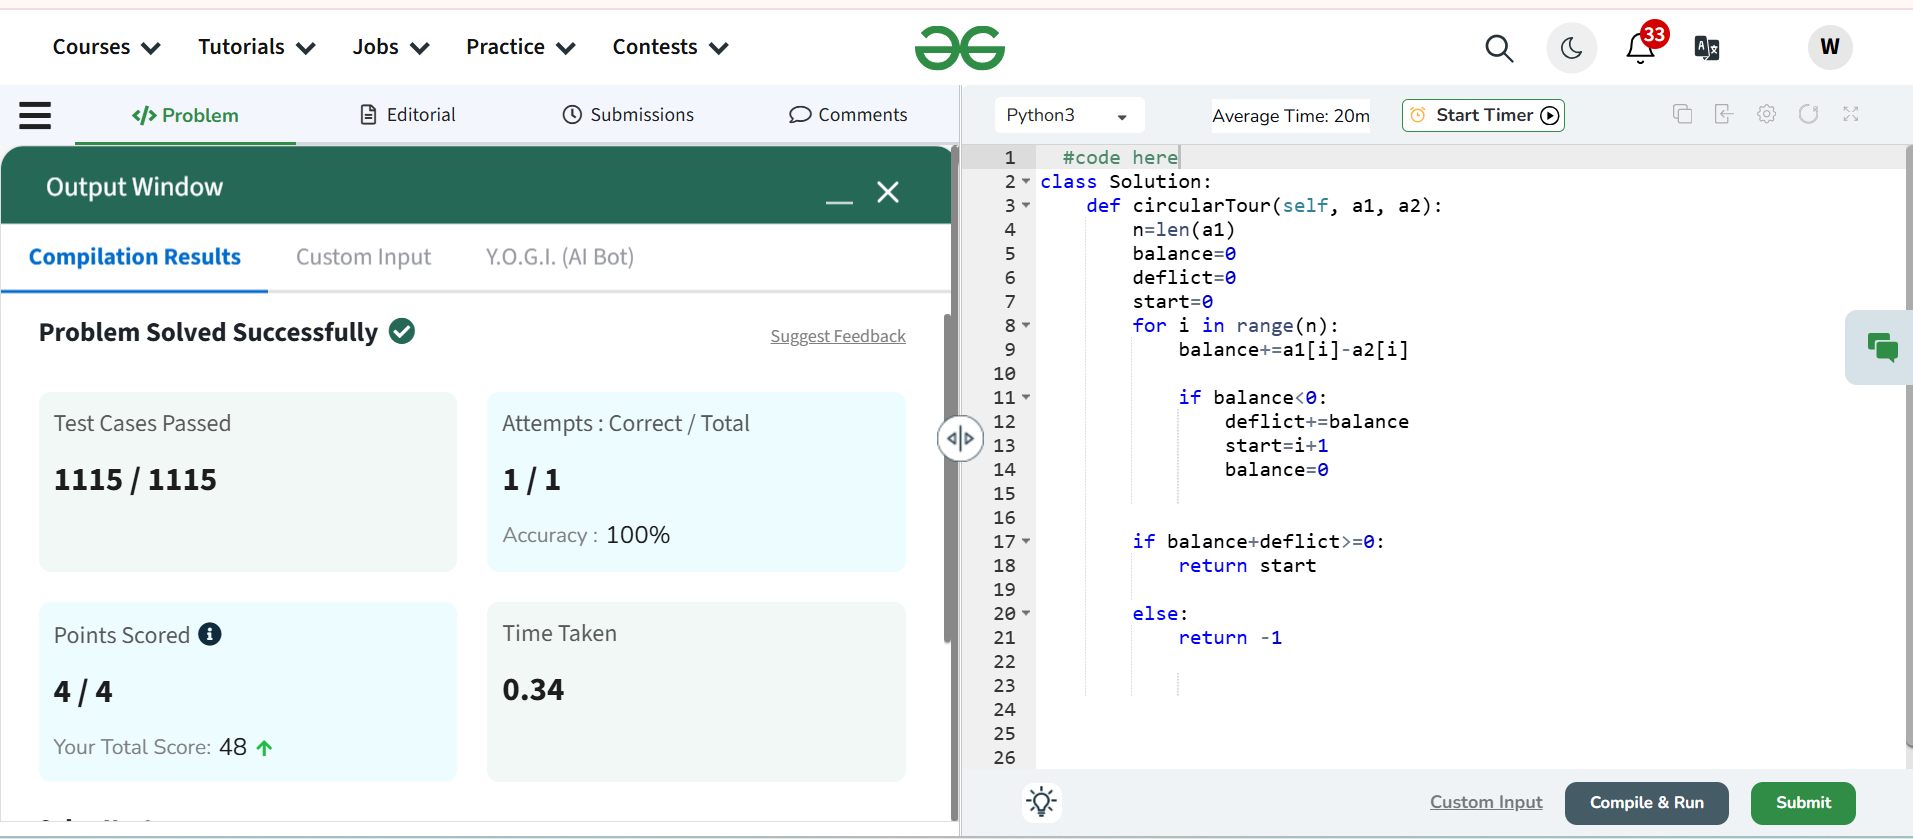 Courses Tutorials Jobs Practice Contests 33 W
</> Problem Editorial Submissions Comments
Output Window
Compilation Results Custom Input Y.O.G.I. (AI Bot)
Problem Solved Successfully
Suggest Feedback
Test Cases Passed
1115 / 1115
Attempts : Correct / Total
1 / 1
Accuracy : 100%
Points Scored
4 / 4
Your Total Score: 48
Time Taken
0.34
Python3 Average Time: 20m Start Timer
1 #code here
2 class Solution:
3 def circularTour(self, a1, a2):
4 n=len(a1)
5 balance=0
6 deflict=0
7 start=0
8 for i in range(n):
9 balance+=a1[i]-a2[i]
10
11 if balance<0:
12 deflict+=balance
13 start=i+1
14 balance=0
15
16
17 if balance+deflict>=0:
18 return start
19
20 else:
21 return -1
22
23
24
25
26
Custom Input Compile & Run Submit